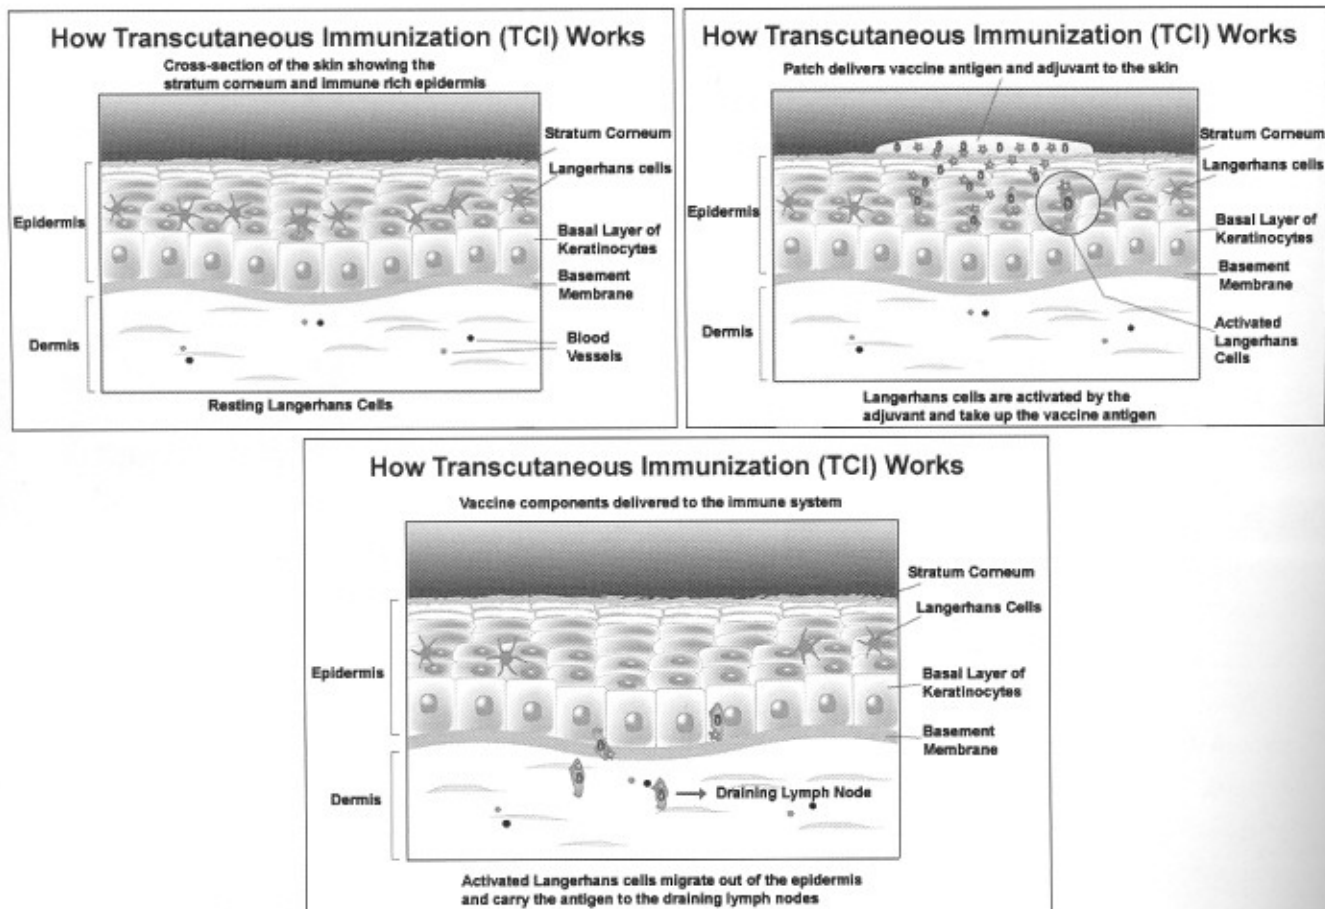 How Transcutaneous Immunization (TCI) Works
Cross-section of the skin showing the
stratum corneum and immune rich epidermis
Stratum Corneum
Langerhans cells
Epidermis
Basal Layer of
Keratinocytes
Basement
Membrane
Dermis
Blood
Vessels
Resting Langerhans Cells
How Transcutaneous Immunization (TCI) Works
Patch delivers vaccine antigen and adjuvant to the skin
Stratum Corneum
Langerhans cells
Epidermis
Basal Layer of
Keratinocytes
Basement
Membrane
Dermis
Activated
Langerhans
Cells
Langerhans cells are activated by the
adjuvant and take up the vaccine antigen
How Transcutaneous Immunization (TCI) Works
Vaccine components delivered to the immune system
Stratum Corneum
Langerhans Cells
Epidermis
Basal Layer of
Keratinocytes
Basement
Membrane
Dermis
Draining Lymph Node
Activated Langerhans cells migrate out of the epidermis
and carry the antigen to the draining lymph nodes